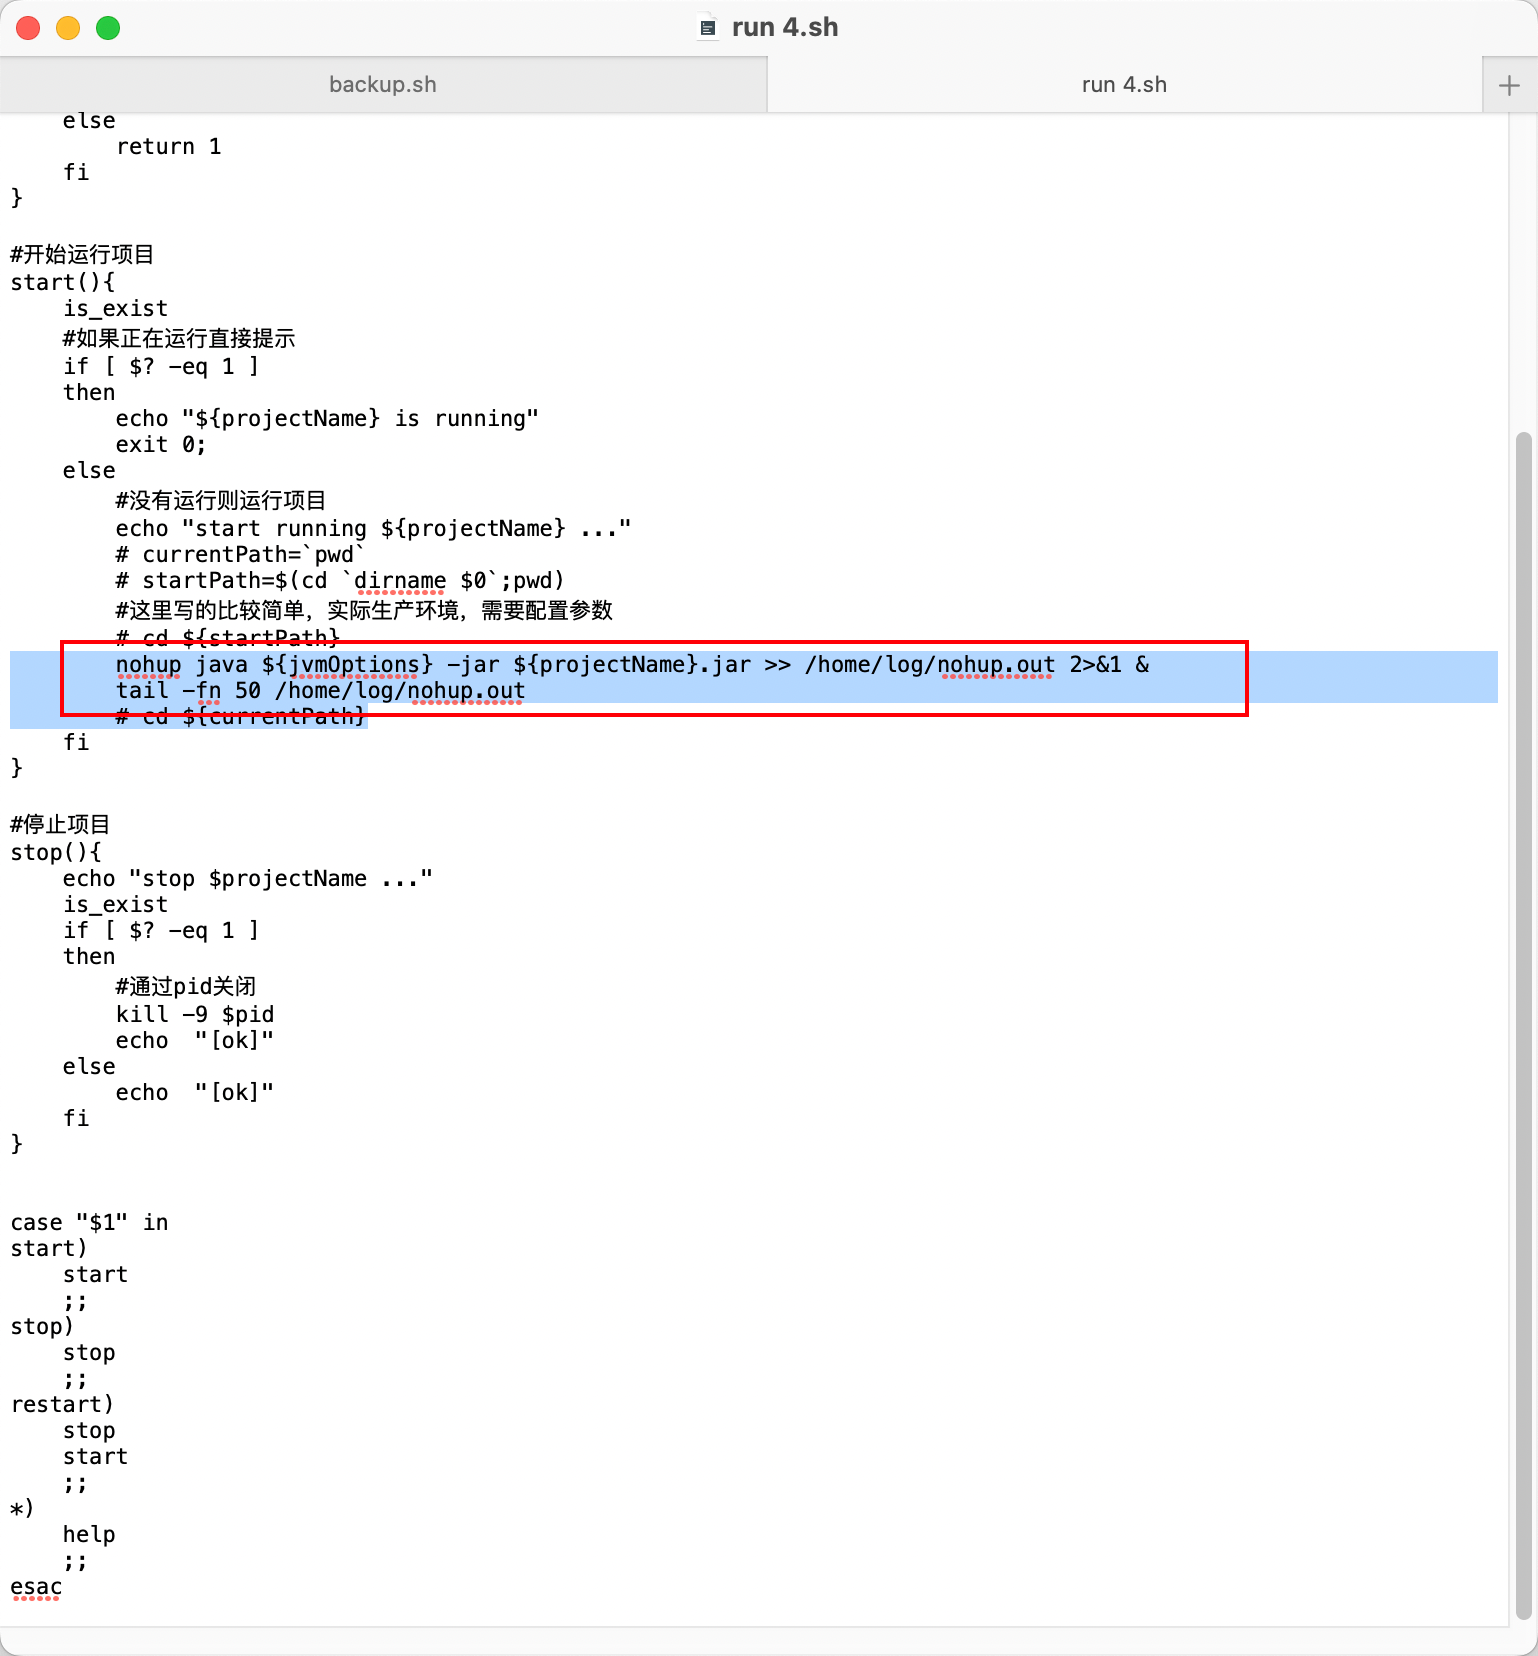 run 4.sh
backup.sh
run 4.sh
    else
        return 1
    fi
}

#开始运行项目
start(){
    is_exist
    #如果正在运行直接提示
    if [ $? -eq 1 ]
    then
        echo "${projectName} is running"
        exit 0;
    else
        #没有运行则运行项目
        echo "start running ${projectName} ..."
        # currentPath=`pwd`
        # startPath=$(cd `dirname $0`;pwd)
        #这里写的比较简单，实际生产环境，需要配置参数
        # cd ${startPath}
        nohup java ${jvmOptions} -jar ${projectName}.jar >> /home/log/nohup.out 2>&1 &
        tail -fn 50 /home/log/nohup.out
        # cd ${currentPath}
    fi
}

#停止项目
stop(){
    echo "stop $projectName ..."
    is_exist
    if [ $? -eq 1 ]
    then
        #通过pid关闭
        kill -9 $pid
        echo  "[ok]"
    else
        echo  "[ok]"
    fi
}


case "$1" in
start)
    start
    ;;
stop)
    stop
    ;;
restart)
    stop
    start
    ;;
*)
    help
    ;;
esac